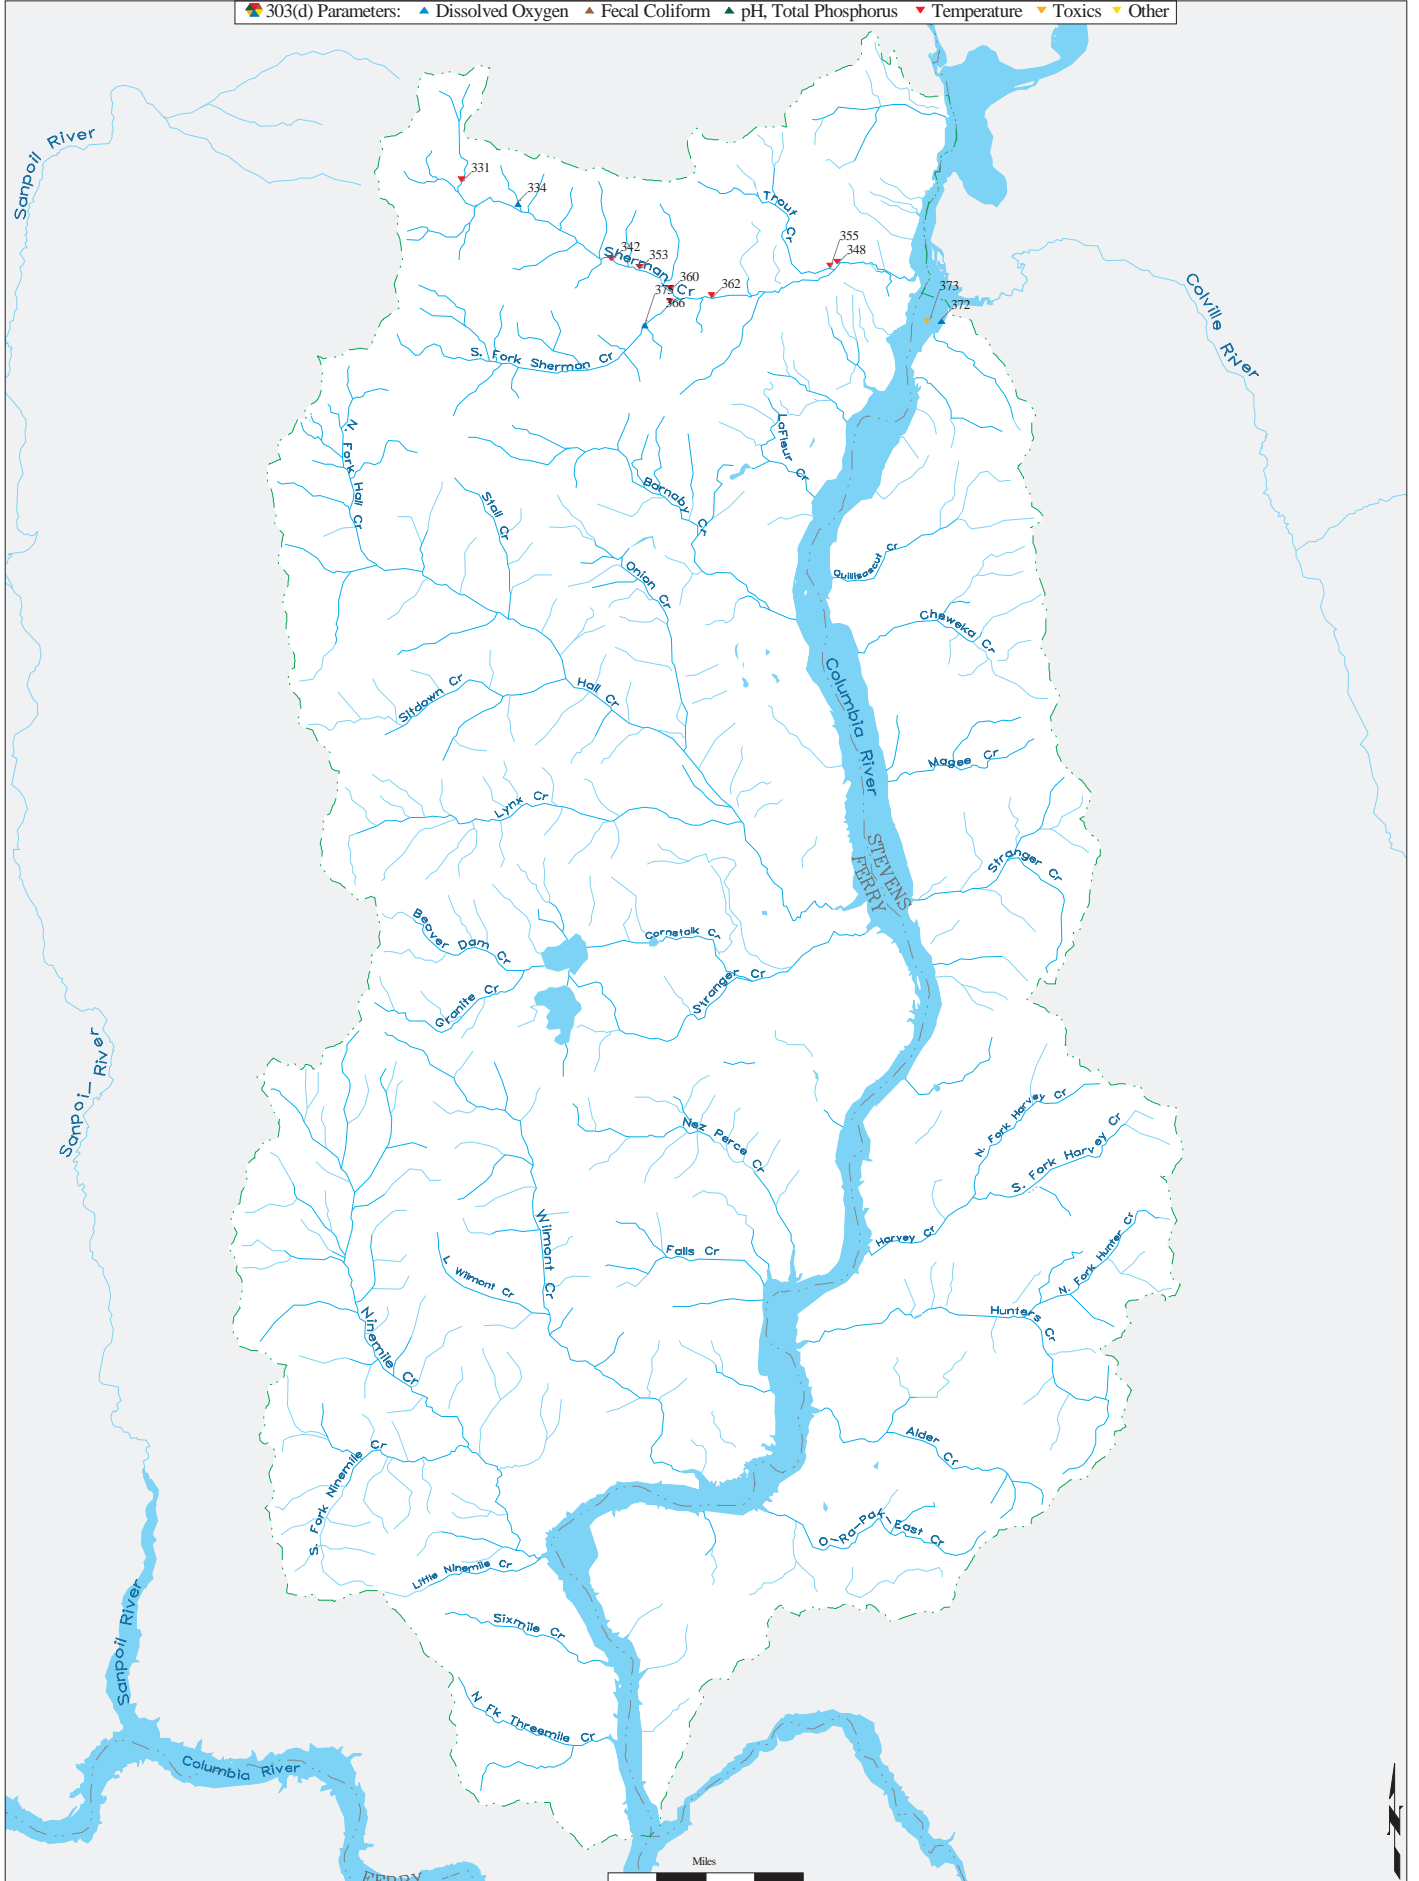 303(d) Parameters: Dissolved Oxygen Fecal Coliform pH, Total Phosphorus Temperature Toxics Other
Sanpoil River
331
334
Trout Cr
355
348
342
353
Sherman Cr
360
362
375
366
373
372
Colville River
S. Fork Sherman Cr
N. Fork Hall Cr
LaFleur Cr
Stall Cr
Barnaby Cr
Onion Cr
Quillisascut Cr
Cheweka Cr
Columbia River
Sitdown Cr
Hall Cr
Magee Cr
Lynx Cr
STEVENS
FERRY
Stranger Cr
Beaver Dam Cr
Cornstalk Cr
Stranger Cr
Granite Cr
Sanpoi— River
N. Fork Harvey Cr
S. Fork Harvey Cr
Nez Perce Cr
Wilmont Cr
Harvey Cr
Falls Cr
L Wilmont Cr
N. Fork Hunter Cr
Hunters Cr
Ninemile Cr
Alder Cr
S. Fork Ninemile Cr
O-Ra-Pak-East Cr
Little Ninemile Cr
Sixmile Cr
Sanpoil River
N Fk Threemile Cr
Columbia River
N
Miles
FERRY